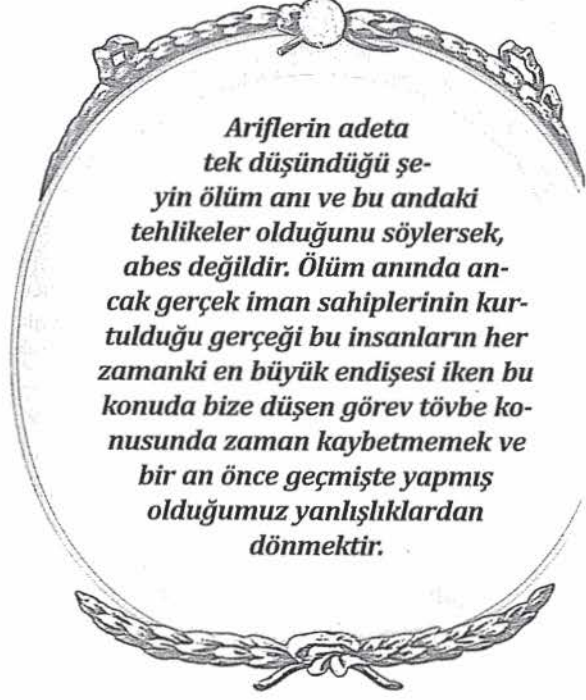 Ariflerin adeta
tek düşündüğü şe-
yin ölüm anı ve bu andaki
tehlikeler olduğunu söylersek,
abes değildir. Ölüm anında an-
cak gerçek iman sahiplerinin kur-
tulduğu gerçeği bu insanların her
zamanki en büyük endişesi iken bu
konuda bize düşen görev tövbe ko-
nusunda zaman kaybetmemek ve
bir an önce geçmişte yapmış
olduğumuz yanlışlıklardan
dönmektir.